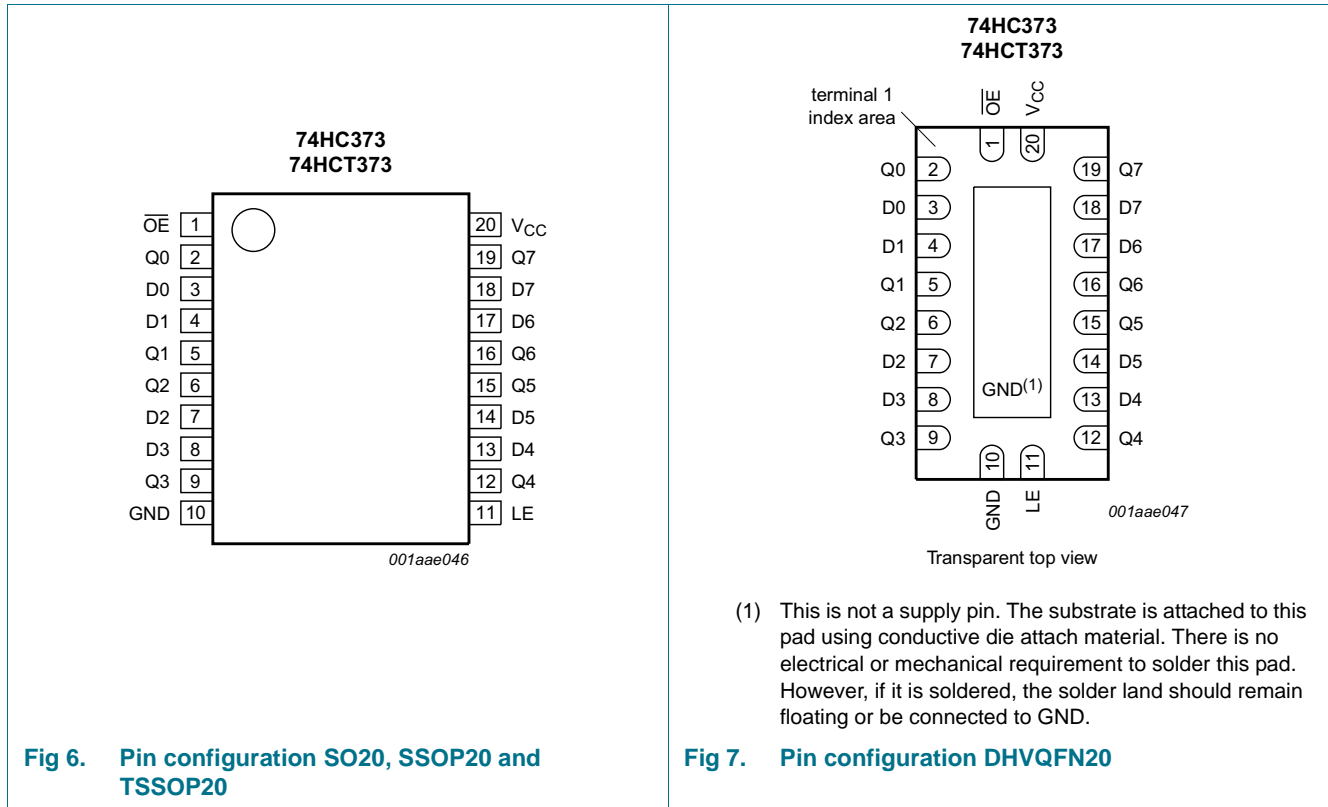 74HC373
74HCT373
OE 1
Q0 2
D0 3
D1 4
Q1 5
Q2 6
D2 7
D3 8
Q3 9
GND 10
20 VCC
19 Q7
18 D7
17 D6
16 Q6
15 Q5
14 D5
13 D4
12 Q4
11 LE
001aae046
Fig 6. Pin configuration SO20, SSOP20 and
TSSOP20
74HC373
74HCT373
terminal 1
index area
OE
VCC
1
20
Q0 2
D0 3
D1 4
Q1 5
Q2 6
D2 7
D3 8
Q3 9
19 Q7
18 D7
17 D6
16 Q6
15 Q5
14 D5
13 D4
12 Q4
GND(1)
10
11
GND
LE
001aae047
Transparent top view
(1) This is not a supply pin. The substrate is attached to this
pad using conductive die attach material. There is no
electrical or mechanical requirement to solder this pad.
However, if it is soldered, the solder land should remain
floating or be connected to GND.
Fig 7. Pin configuration DHVQFN20